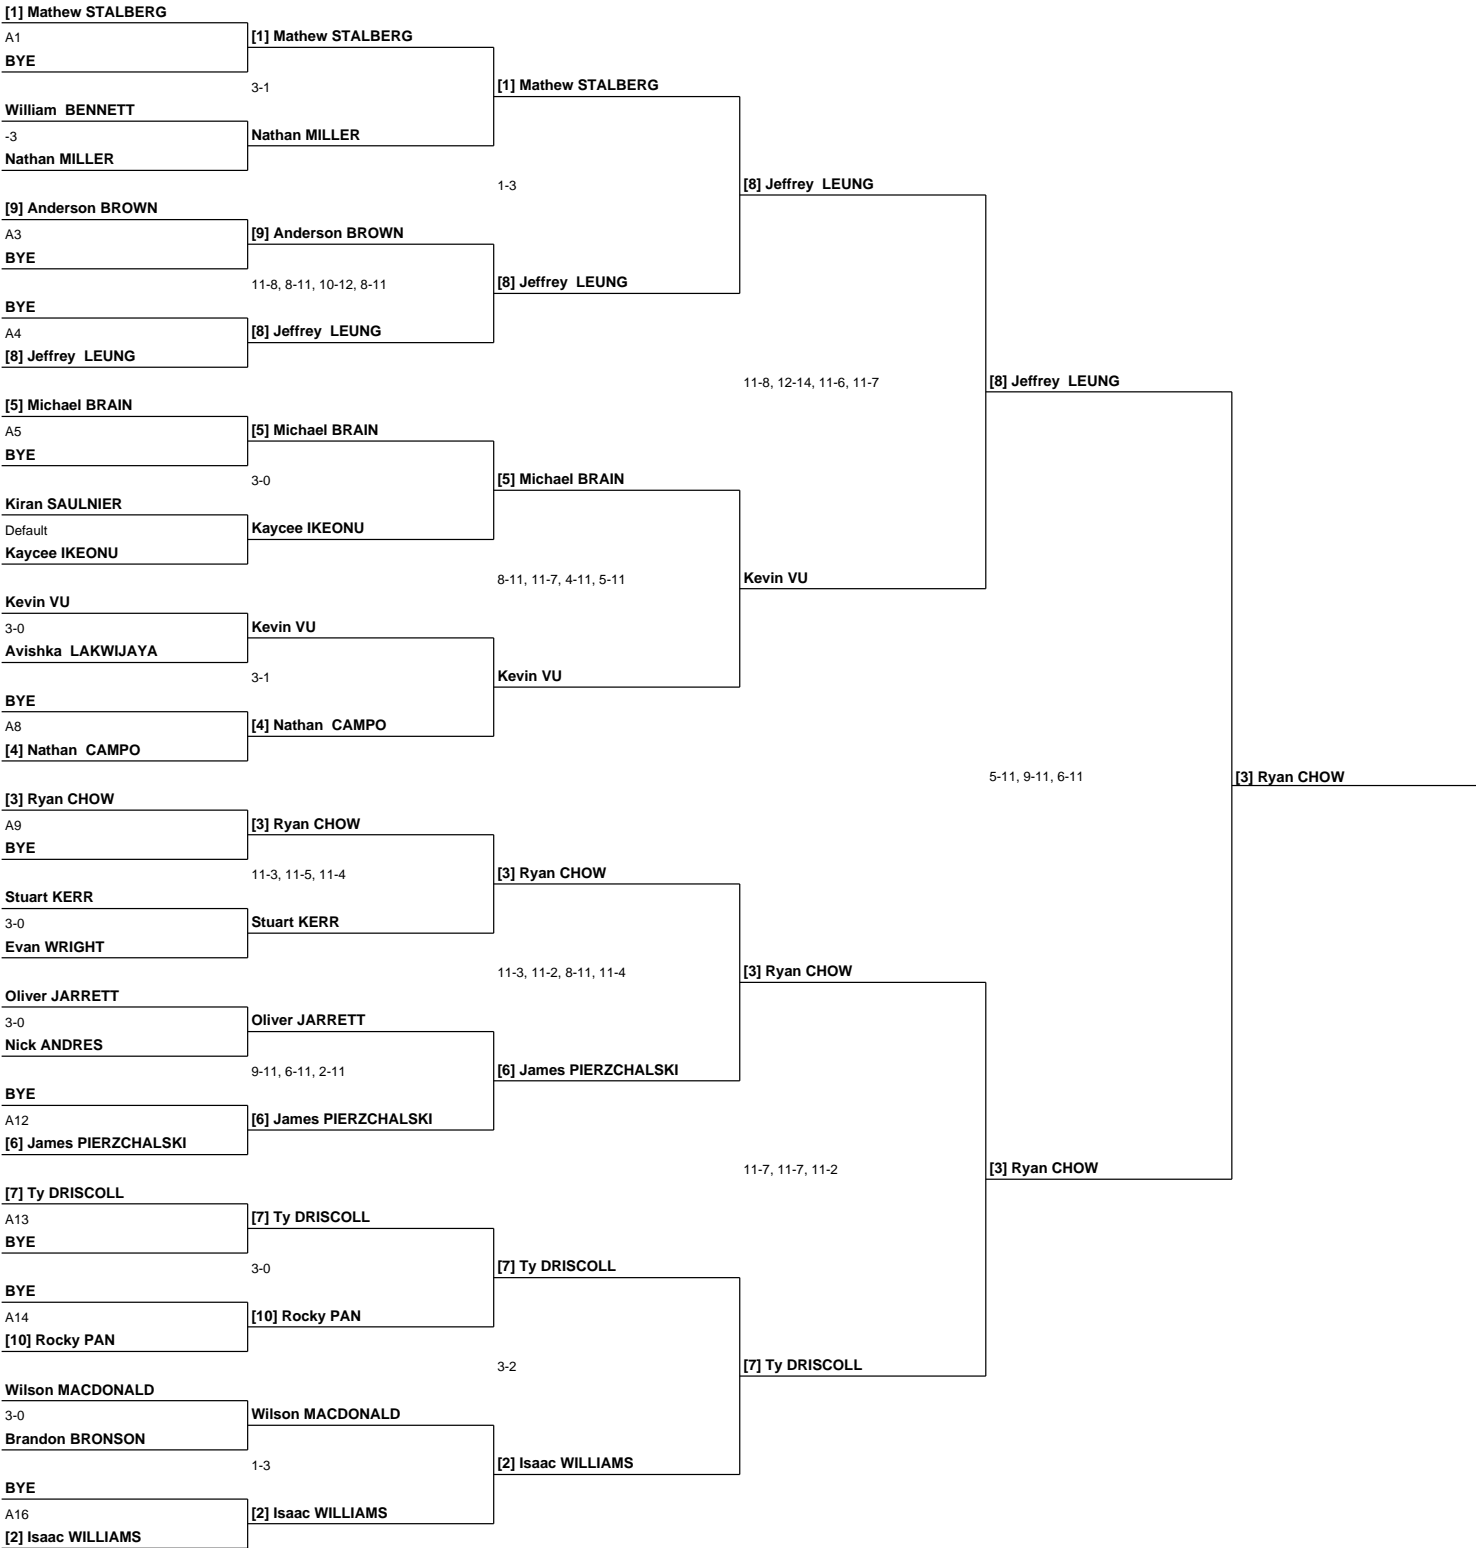 [1] Mathew STALBERG
A1
[1] Mathew STALBERG
BYE
3-1
[1] Mathew STALBERG
William  BENNETT
-3
Nathan MILLER
Nathan MILLER
1-3
[8] Jeffrey  LEUNG
[9] Anderson BROWN
A3
[9] Anderson BROWN
BYE
11-8, 8-11, 10-12, 8-11
[8] Jeffrey  LEUNG
BYE
A4
[8] Jeffrey  LEUNG
[8] Jeffrey  LEUNG
11-8, 12-14, 11-6, 11-7
[8] Jeffrey  LEUNG
[5] Michael BRAIN
A5
[5] Michael BRAIN
BYE
3-0
[5] Michael BRAIN
Kiran SAULNIER
Default
Kaycee IKEONU
Kaycee IKEONU
8-11, 11-7, 4-11, 5-11
Kevin VU
Kevin VU
3-0
Kevin VU
Avishka  LAKWIJAYA
3-1
Kevin VU
BYE
A8
[4] Nathan  CAMPO
[4] Nathan  CAMPO
5-11, 9-11, 6-11
[3] Ryan CHOW
[3] Ryan CHOW
A9
[3] Ryan CHOW
BYE
11-3, 11-5, 11-4
[3] Ryan CHOW
Stuart KERR
3-0
Stuart KERR
Evan WRIGHT
11-3, 11-2, 8-11, 11-4
[3] Ryan CHOW
Oliver JARRETT
3-0
Oliver JARRETT
Nick ANDRES
9-11, 6-11, 2-11
[6] James PIERZCHALSKI
BYE
A12
[6] James PIERZCHALSKI
[6] James PIERZCHALSKI
11-7, 11-7, 11-2
[3] Ryan CHOW
[7] Ty DRISCOLL
A13
[7] Ty DRISCOLL
BYE
3-0
[7] Ty DRISCOLL
BYE
A14
[10] Rocky PAN
[10] Rocky PAN
3-2
[7] Ty DRISCOLL
Wilson MACDONALD
3-0
Wilson MACDONALD
Brandon BRONSON
1-3
[2] Isaac WILLIAMS
BYE
A16
[2] Isaac WILLIAMS
[2] Isaac WILLIAMS